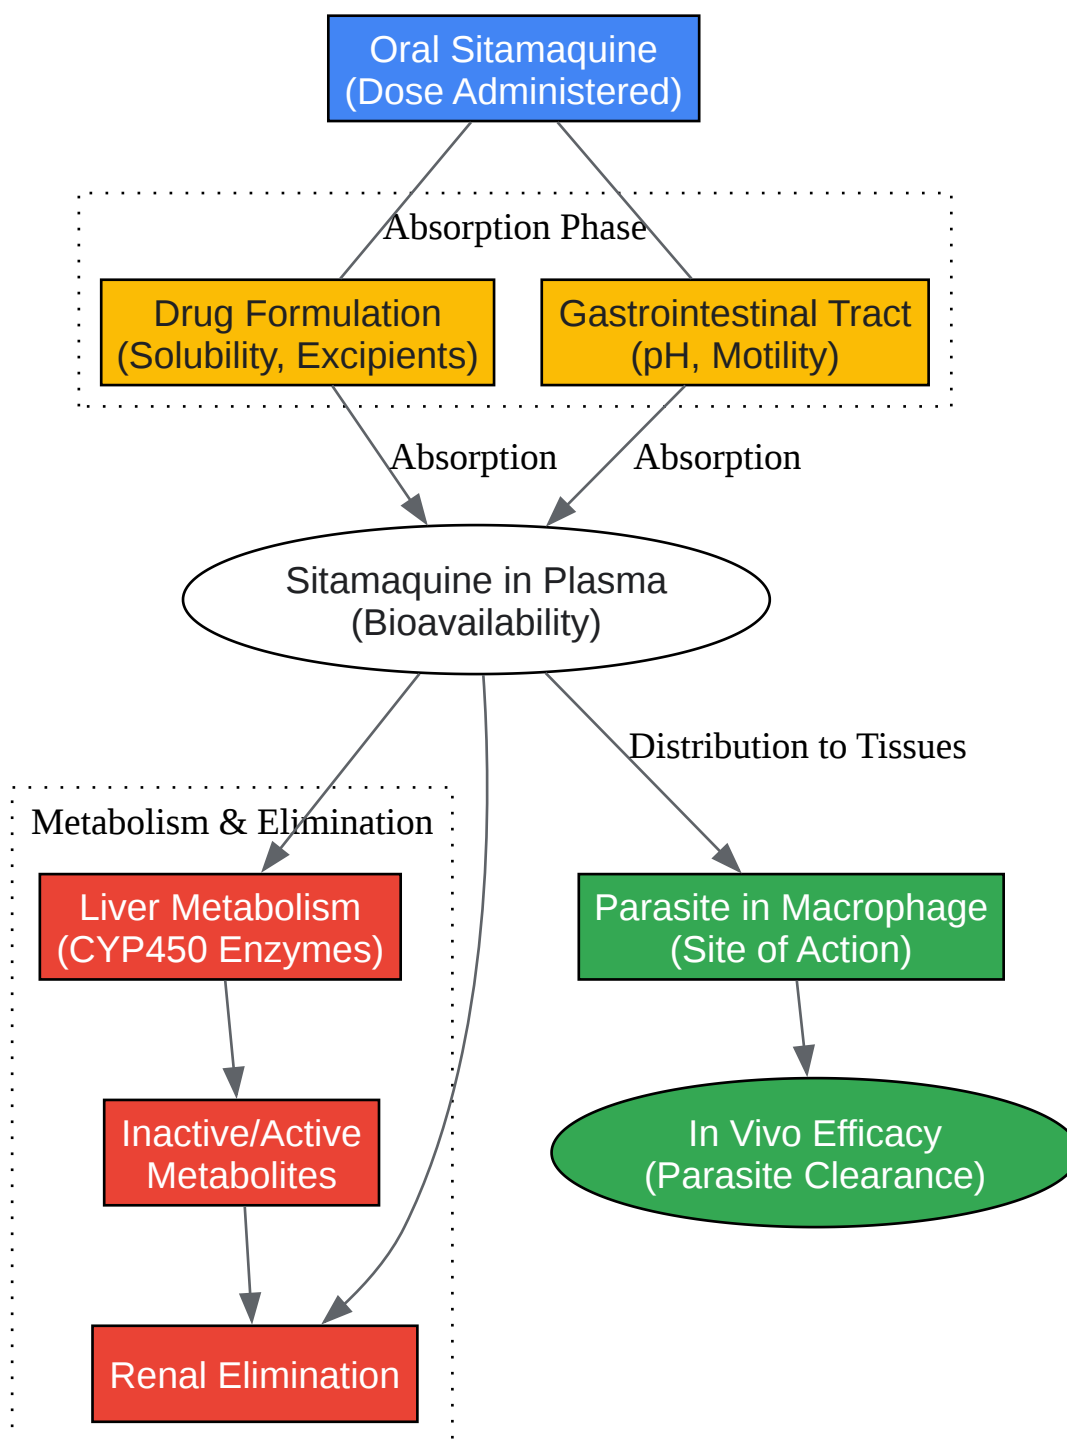 Oral Sitamaquine
(Dose Administered)
Absorption Phase
Drug Formulation
(Solubility, Excipients)
Gastrointestinal Tract
(pH, Motility)
Absorption
Absorption
Sitamaquine in Plasma
(Bioavailability)
Distribution to Tissues
Metabolism & Elimination
Liver Metabolism
(CYP450 Enzymes)
Parasite in Macrophage
(Site of Action)
Inactive/Active
Metabolites
In Vivo Efficacy
(Parasite Clearance)
Renal Elimination